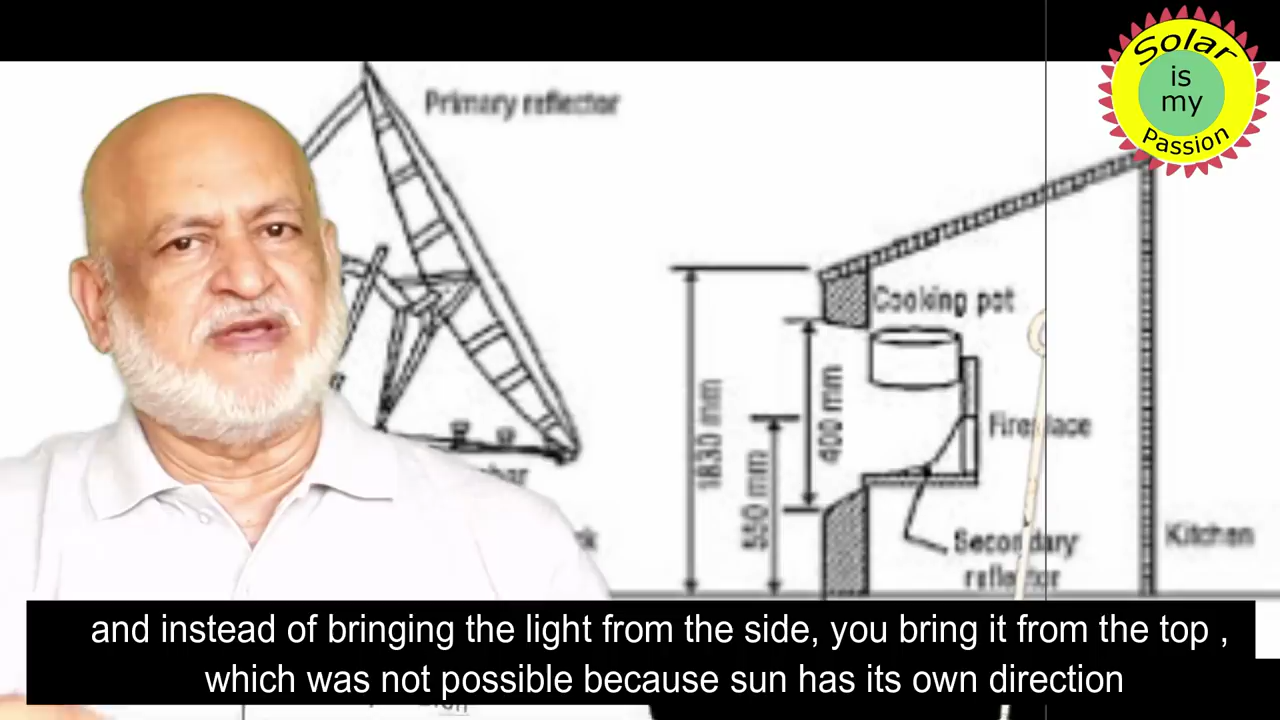 Solar
is
my
Passion
Primary reflector
Cooking pot
1830 mm
400 mm
550 mm
Secondary
reflector
Kitchen
and instead of bringing the light from the side, you bring it from the top ,
which was not possible because sun has its own direction